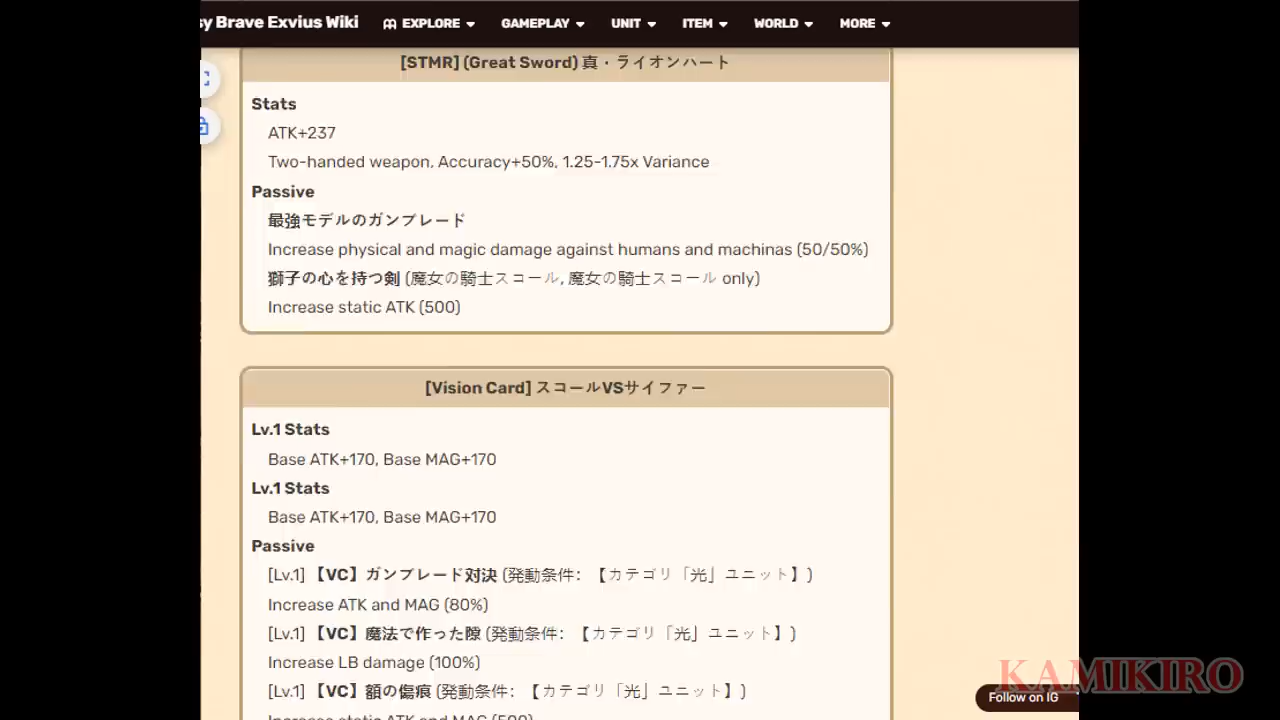 sy Brave Exvius Wiki EXPLORE GAMEPLAY UNIT ITEM WORLD MORE
[STMR] (Great Sword) 真・ライオンハート
Stats
ATK+237
Two-handed weapon, Accuracy+50%, 1.25-1.75x Variance
Passive
最強モデルのガンブレード
Increase physical and magic damage against humans and machinas (50/50%)
獅子の心を持つ剣 (魔女の騎士スコール, 魔女の騎士スコール only)
Increase static ATK (500)
[Vision Card] スコールVSサイファー
Lv.1 Stats
Base ATK+170, Base MAG+170
Lv.1 Stats
Base ATK+170, Base MAG+170
Passive
[Lv.1] 【VC】ガンブレード対決 (発動条件: 【カテゴリ「光」ユニット】)
Increase ATK and MAG (80%)
[Lv.1] 【VC】魔法で作った隙 (発動条件: 【カテゴリ「光」ユニット】)
Increase LB damage (100%)
[Lv.1] 【VC】額の傷痕 (発動条件: 【カテゴリ「光」ユニット】)
Increase static ATK and MAG (500)
KAMIKIRO
Follow on IG